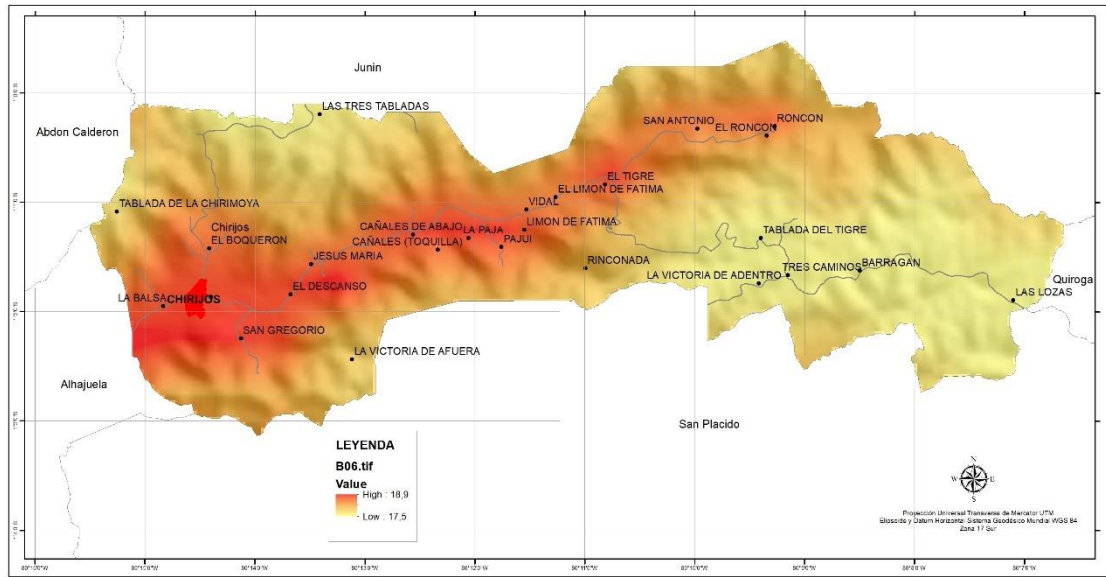 Junin
Abdon Calderon
LAS TRES TABLADAS
SAN ANTONIO
RONCON
EL RONCON
EL TIGRE
EL LIMON DE FATIMA
TABLADA DE LA CHIRIMOYA
VIDAL
LIMON DE FATIMA
Chirijos
EL BOQUERON
CAÑALES DE ABAJO
LA PAJA
CAÑALES (TOQUILLA)
PAJUI
TABLADA DEL TIGRE
JESUS MARIA
RINCONADA
TRES CAMINOS
BARRAGAN
LA VICTORIA DE ADENTRO
Quiroga
EL DESCANSO
LA BALSA
CHIRIJOS
LAS LOZAS
SAN GREGORIO
LA VICTORIA DE AFUERA
Alhajuela
San Placido
LEYENDA
B06.tif
Value
High : 18,9
Low : 17,5
N
W
E
S
Proyección Universal Transversa de Mercator UTM
Elipsoide y Datum Horizontal Sistema Geodésico Mundial WGS 84
Zona 17 Sur